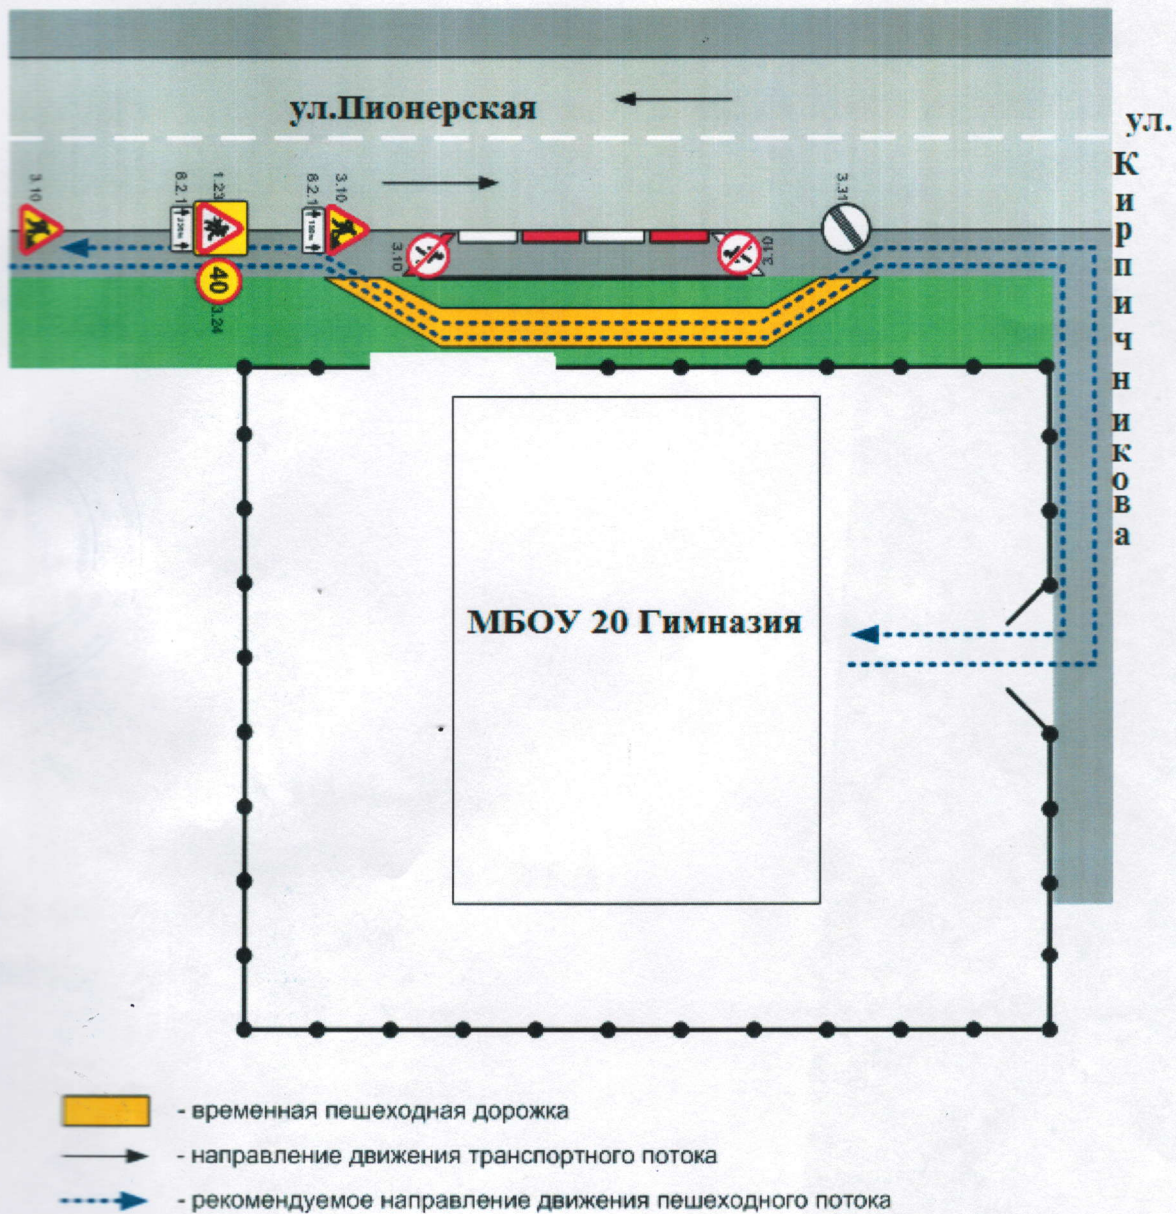 ул.Пионерская
ул.
Кирпичникова
3.10
8.2.1
1.23
8.2.1
3.10
3.31
3.10
3.10
40
3.24
МБОУ 20 Гимназия
- временная пешеходная дорожка
- направление движения транспортного потока
- рекомендуемое направление движения пешеходного потока